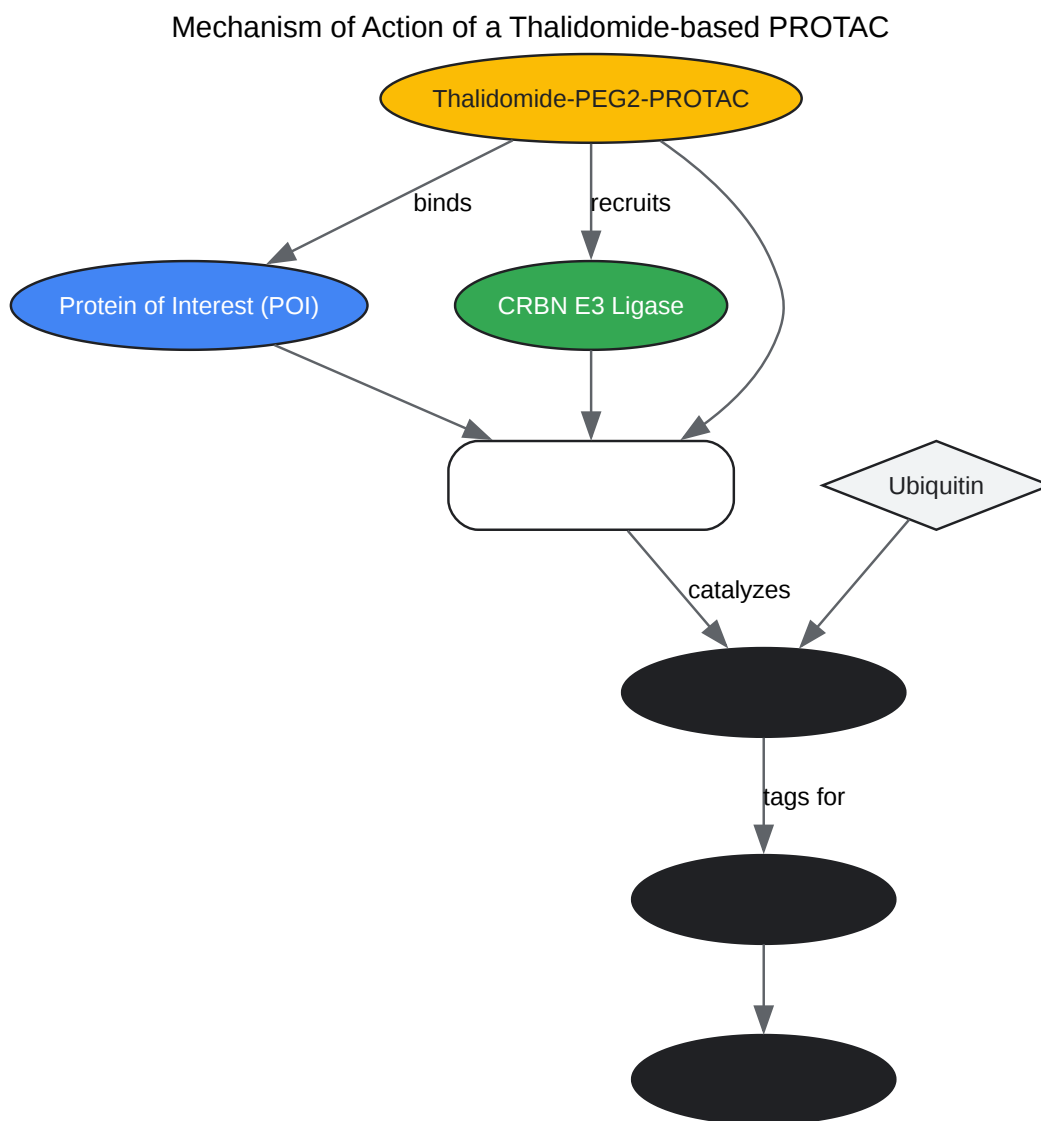 Mechanism of Action of a Thalidomide-based PROTAC
Thalidomide-PEG2-PROTAC
binds
recruits
Protein of Interest (POI)
CRBN E3 Ligase
Ubiquitin
catalyzes
tags for